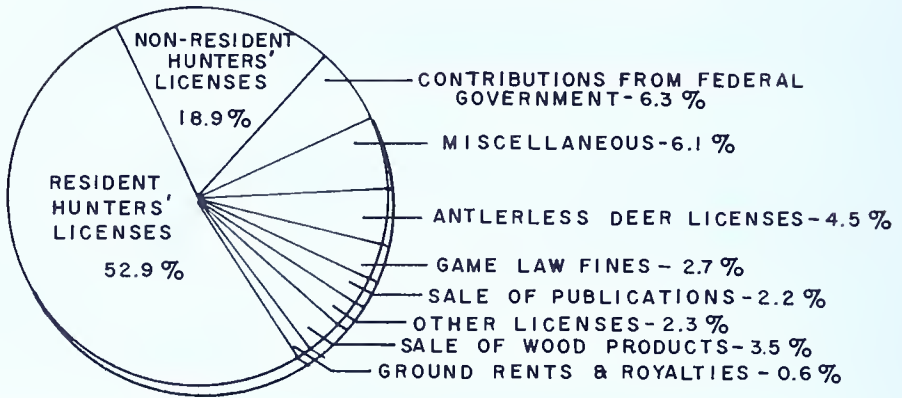 NON-RESIDENT
HUNTERS'
LICENSES
18.9%
CONTRIBUTIONS FROM FEDERAL
GOVERNMENT-6.3%
MISCELLANEOUS-6.1%
RESIDENT
HUNTERS'
LICENSES
52.9%
ANTLERLESS DEER LICENSES-4.5%
GAME LAW FINES-2.7%
SALE OF PUBLICATIONS-2.2%
OTHER LICENSES-2.3%
SALE OF WOOD PRODUCTS-3.5%
GROUND RENTS & ROYALTIES-0.6%